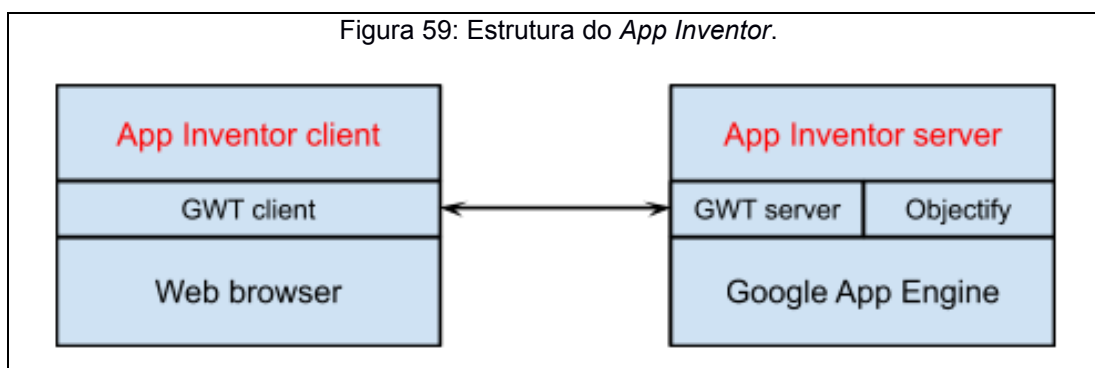 Figura 59: Estrutura do App Inventor.
App Inventor client
GWT client
Web browser
App Inventor server
GWT server
Objectify
Google App Engine